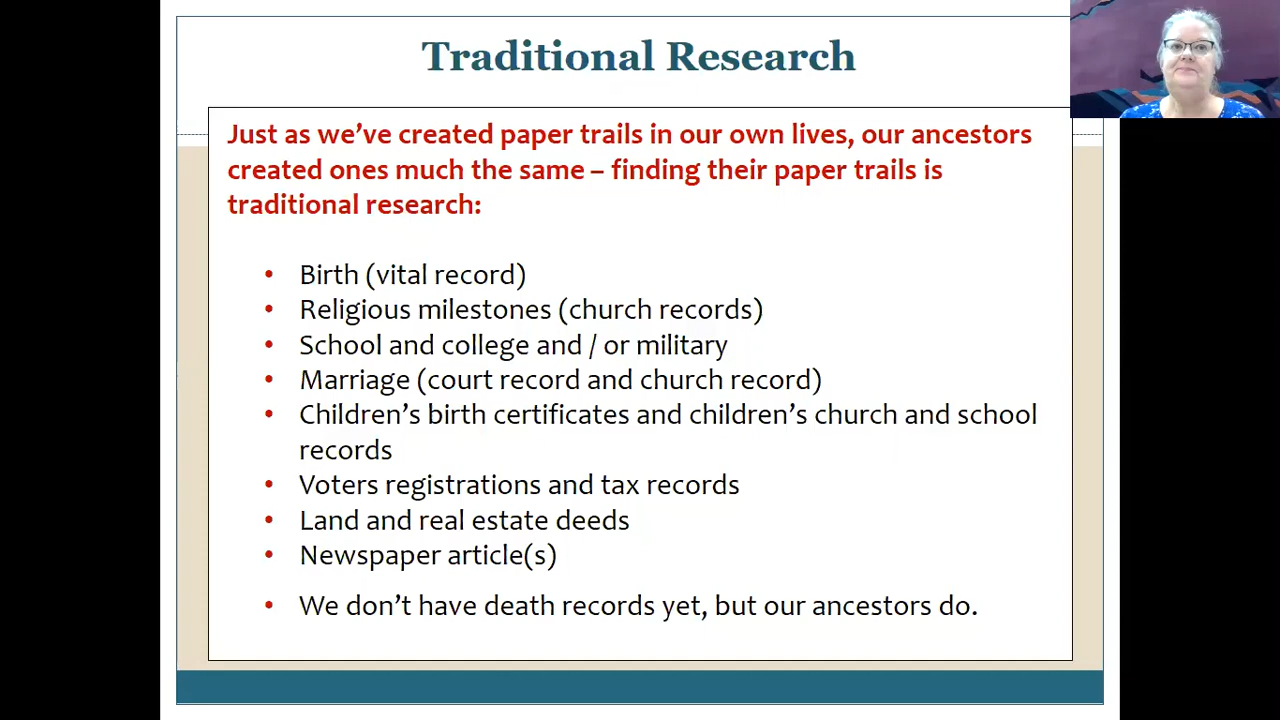 Traditional Research
Just as we've created paper trails in our own lives, our ancestors
created ones much the same – finding their paper trails is
traditional research:
• Birth (vital record)
• Religious milestones (church records)
• School and college and / or military
• Marriage (court record and church record)
• Children's birth certificates and children's church and school
records
• Voters registrations and tax records
• Land and real estate deeds
• Newspaper article(s)
• We don't have death records yet, but our ancestors do.